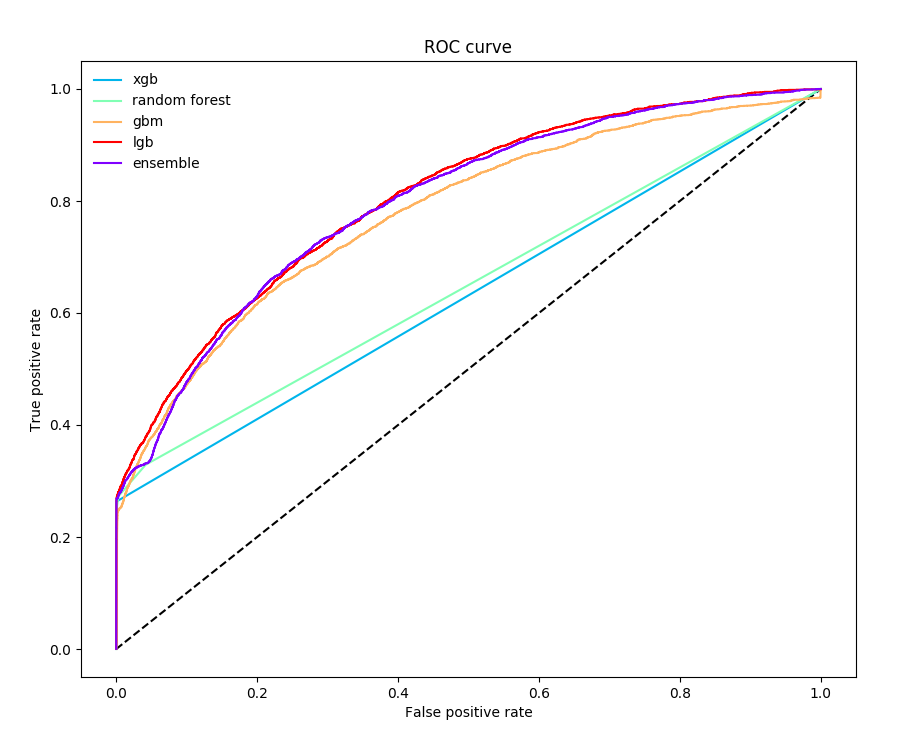 ROC curve
xgb
random forest
gbm
lgb
ensemble
True positive rate
1.0
0.8
0.6
0.4
0.2
0.0
0.0 0.2 0.4 0.6 0.8 1.0
False positive rate